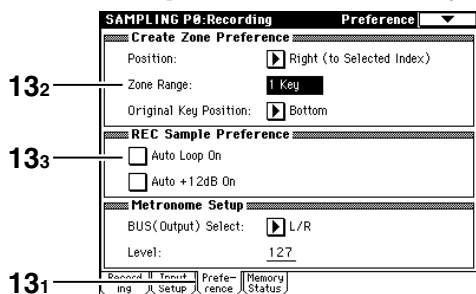 SAMPLING P0:Recording Preference
Create Zone Preference
Position: Right (to Selected Index)
13₂ Zone Range: 1 Key
Original Key Position: Bottom
REC Sample Preference
13₃ Auto Loop On
Auto +12dB On
Metronome Setup
BUS(Output) Select: L/R
Level: 127
13₁ Recording Input Setup Prefe-rence Memory Status